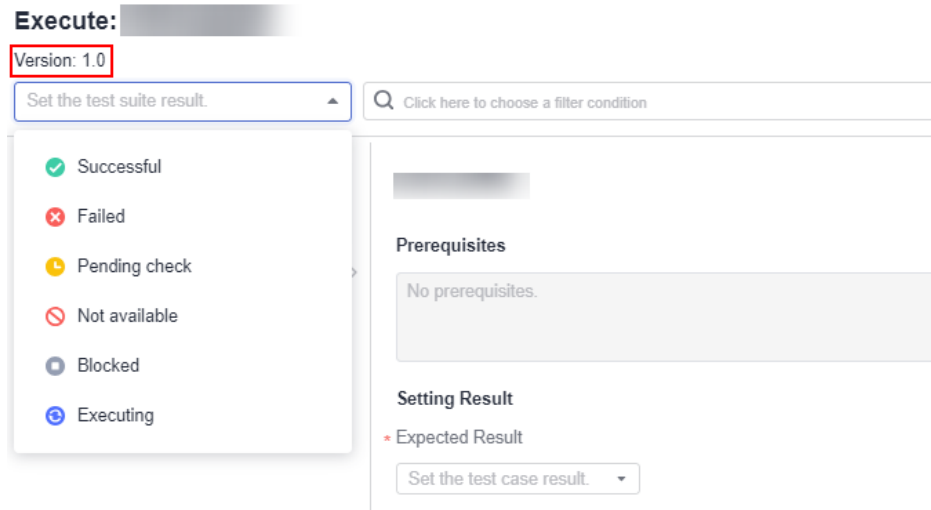 Execute:
Version: 1.0
Set the test suite result.
Click here to choose a filter condition
Successful
Failed
Pending check
Not available
Blocked
Executing
Prerequisites
No prerequisites.
Setting Result
* Expected Result
Set the test case result.